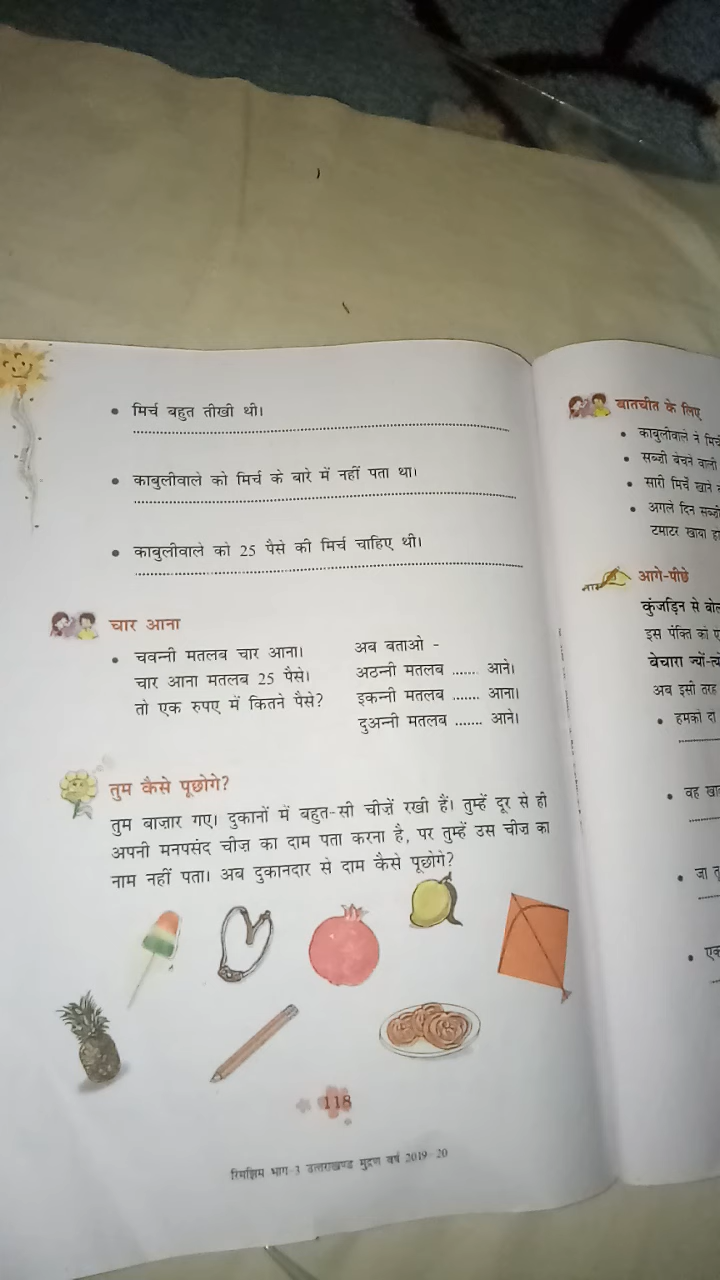 मिर्च बहुत तीखी थी।
काबुलीवाले को मिर्च के बारे में नहीं पता था।
काबुलीवाले को 25 पैसे की मिर्च चाहिए थी।
चार आना
चवन्नी मतलब चार आना।
चार आना मतलब 25 पैसे।
तो एक रुपए में कितने पैसे?
अब बताओ -
अठन्नी मतलब ....... आने।
इकन्नी मतलब ....... आना।
दुअन्नी मतलब ....... आने।
तुम कैसे पूछोगे?
तुम बाज़ार गए। दुकानों में बहुत-सी चीज़ें रखी हैं। तुम्हें दूर से ही
अपनी मनपसंद चीज़ का दाम पता करना है, पर तुम्हें उस चीज़ का
नाम नहीं पता। अब दुकानदार से दाम कैसे पूछोगे?
118
रिमझिम भाग-3 उत्तराखण्ड मुद्रण वर्ष 2019-20
बातचीत के लिए
काबुलीवाले ने
सब्ज़ी बेचने वाली
सारी मिर्चें खाने
अगले दिन
टमाटर खाया
आगे-पीछे
कुंजड़िन से
इस पंक्ति को
बेचारा
अब इसी तरह
हमको
वह
जा